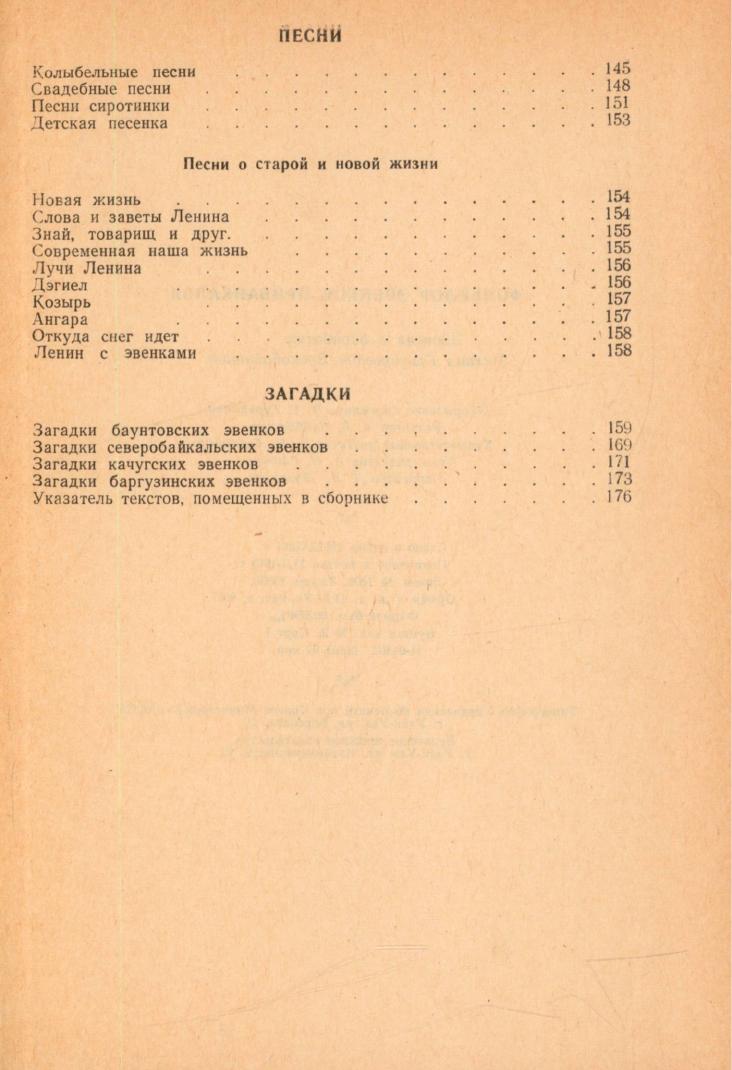 ПЕСНИ
Колыбельные песни . . . . . . . . . . . . . 145
Свадебные песни . . . . . . . . . . . . . . 148
Песни сиротинки . . . . . . . . . . . . . . 151
Детская песенка . . . . . . . . . . . . . . 153
Песни о старой и новой жизни
Новая жизнь . . . . . . . . . . . . . . . 154
Слова и заветы Ленина . . . . . . . . . . . . 154
Знай, товарищ и друг. . . . . . . . . . . . . 155
Современная наша жизнь . . . . . . . . . . . 155
Лучи Ленина . . . . . . . . . . . . . . 156
Дэгиел . . . . . . . . . . . . . . . . 156
Козырь . . . . . . . . . . . . . . . . 157
Ангара . . . . . . . . . . . . . . . 157
Откуда снег идет . . . . . . . . . . . . . . 158
Ленин с эвенками . . . . . . . . . . . . . 158
ЗАГАДКИ
Загадки баунтовских эвенков . . . . . . . . . . 159
Загадки северобайкальских эвенков . . . . . . . . . 169
Загадки качугских эвенков . . . . . . . . . . . 171
Загадки баргузинских эвенков . . . . . . . . . . 173
Указатель текстов, помещенных в сборнике . . . . . . . 176